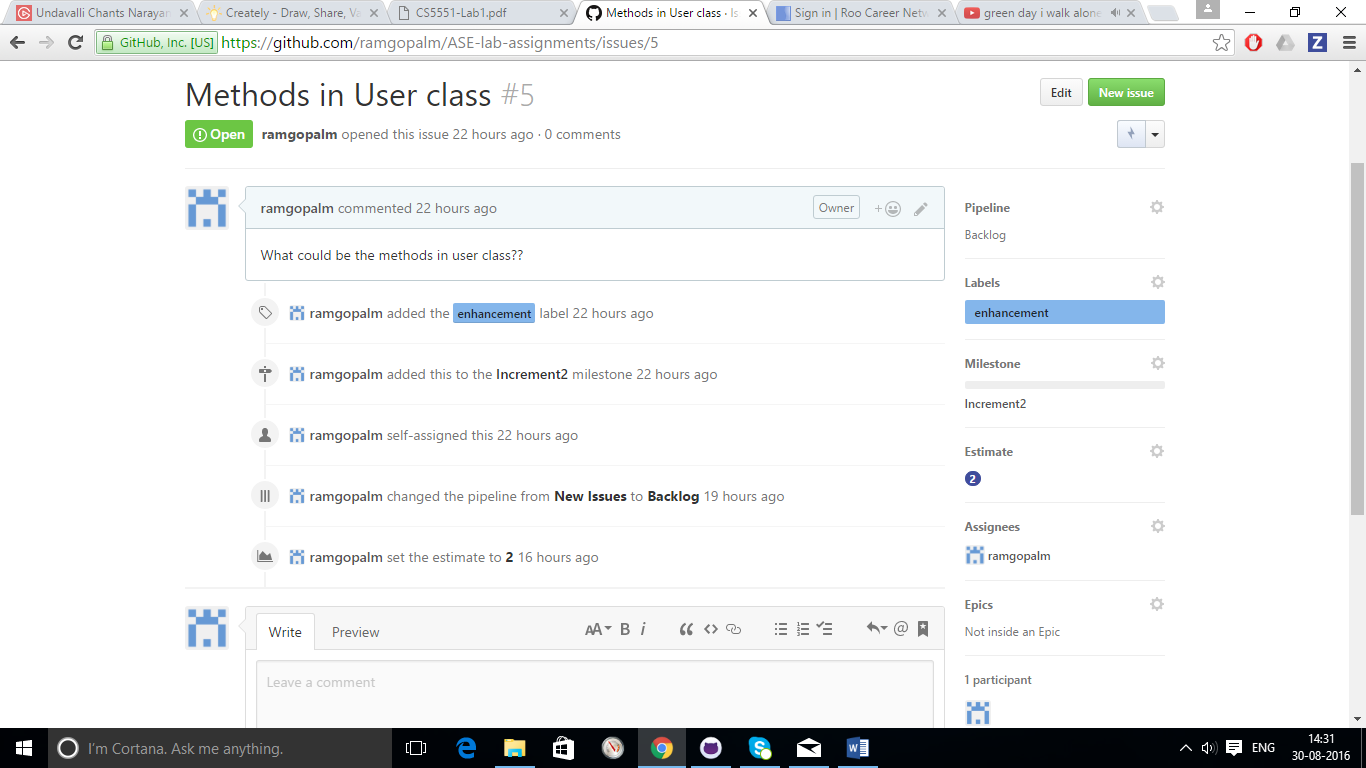 Undavalli Chants Narayan
Creately - Draw, Share, Va
CS5551-Lab1.pdf
Methods in User class · Is
Sign in | Roo Career Netw
green day i walk alone
GitHub, Inc. [US] https://github.com/ramgopalm/ASE-lab-assignments/issues/5
Methods in User class #5
Edit
New issue
Open ramgopalm opened this issue 22 hours ago · 0 comments
ramgopalm commented 22 hours ago
Owner
What could be the methods in user class??
ramgopalm added the enhancement label 22 hours ago
ramgopalm added this to the Increment2 milestone 22 hours ago
ramgopalm self-assigned this 22 hours ago
ramgopalm changed the pipeline from New Issues to Backlog 19 hours ago
ramgopalm set the estimate to 2 16 hours ago
Write
Preview
AA B i
Leave a comment
Pipeline
Backlog
Labels
enhancement
Milestone
Increment2
Estimate
2
Assignees
ramgopalm
Epics
Not inside an Epic
1 participant
I'm Cortana. Ask me anything.
ENG
14:31
30-08-2016